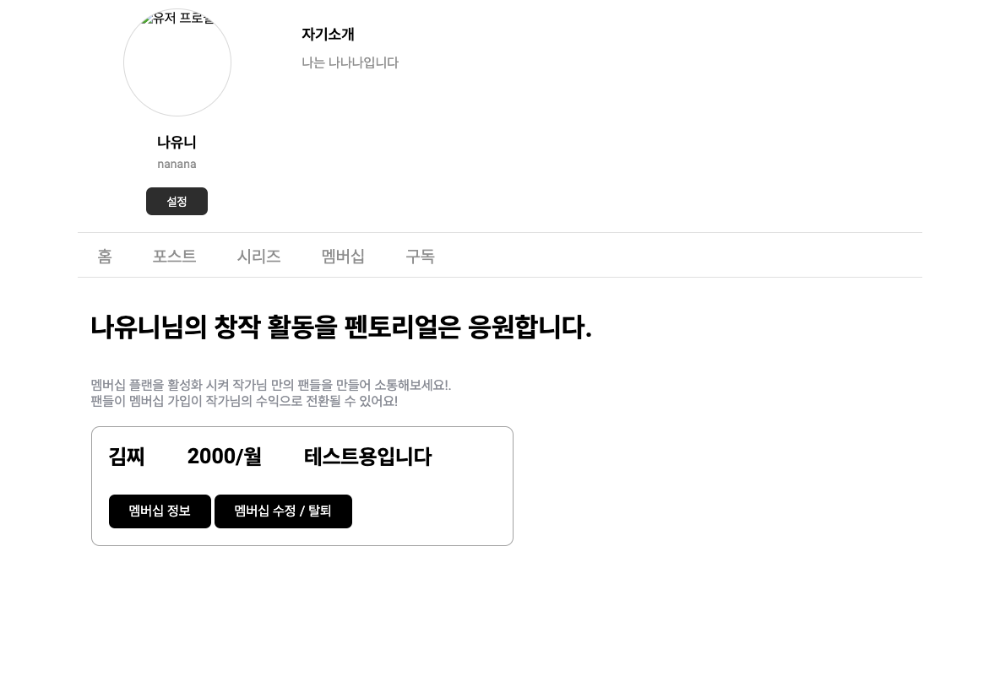 유저 프로필
자기소개
나는 나나나입니다
나유니
nanana
설정
홈 포스트 시리즈 멤버십 구독
나유니님의 창작 활동을 펜토리얼은 응원합니다.
멤버십 플랜을 활성화 시켜 작가님 만의 팬들을 만들어 소통해보세요!.
팬들이 멤버십 가입이 작가님의 수익으로 전환될 수 있어요!
김찌 2000/월 테스트용입니다
멤버십 정보 멤버십 수정 / 탈퇴